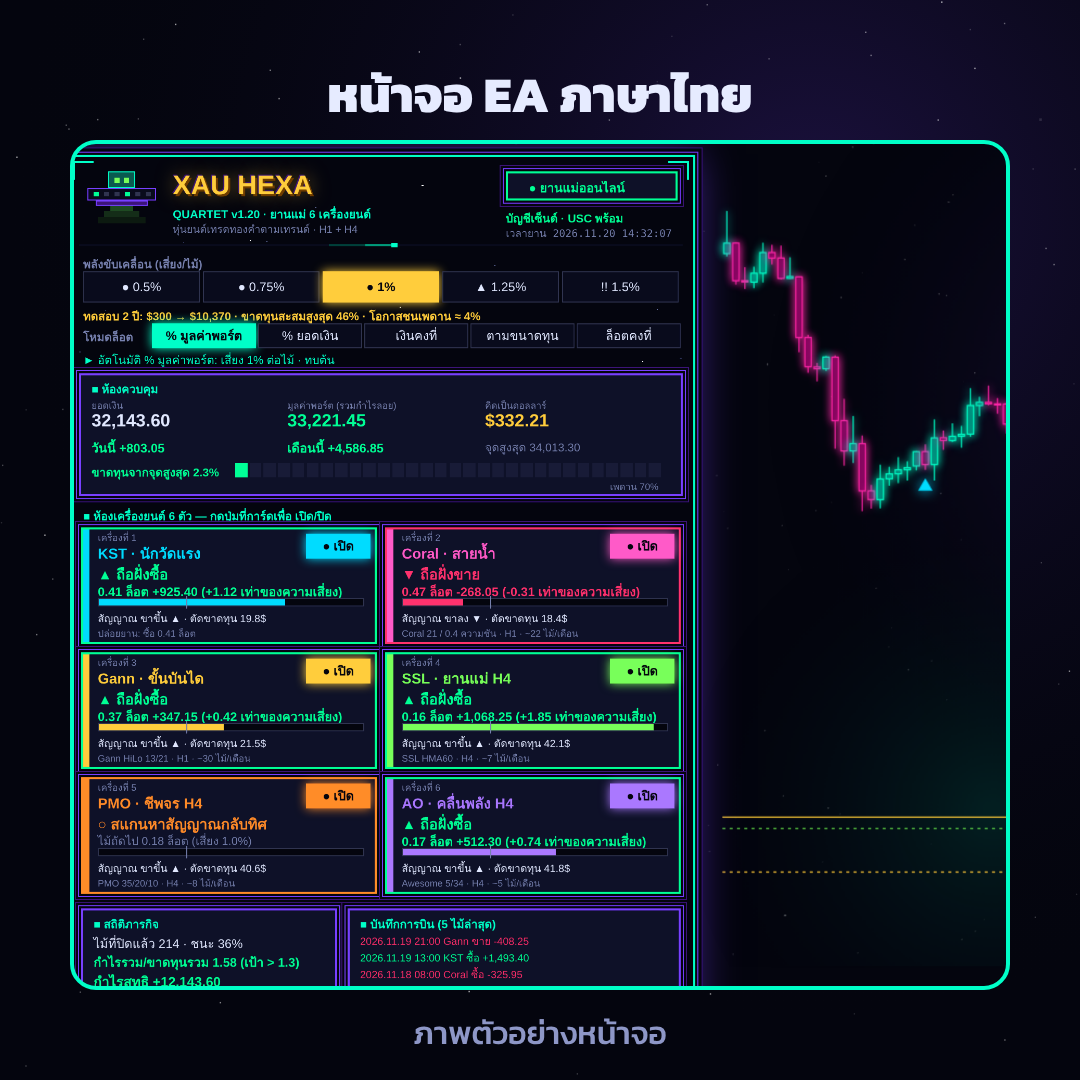 หน้าจอ EA ภาษาไทย
XAU HEXA
● ยานแม่ออนไลน์
QUARTET v1.20 · ยานแม่ 6 เครื่องยนต์
บัญชีเซ็นต์ · USC พร้อม
หุ่นยนต์เทรดทองคำตามเทรนด์ · H1 + H4
เวลายาน 2026.11.20 14:32:07
พลังขับเคลื่อน (เสี่ยง/ไม้)
● 0.5% ● 0.75% ● 1% ▲ 1.25% !! 1.5%
ทดสอบ 2 ปี: $300 → $10,370 · ขาดทุนสะสมสูงสุด 46% · โอกาสชนเพดาน ≈ 4%
โหมดล็อต % มูลค่าพอร์ต % ยอดเงิน เงินคงที่ ตามขนาดทุน ล็อตคงที่
► อัตโนมัติ % มูลค่าพอร์ต: เสี่ยง 1% ต่อไม้ · ทบต้น
■ ห้องควบคุม
ยอดเงิน มูลค่าพอร์ต (รวมกำไรลอย) คิดเป็นดอลลาร์
32,143.60 33,221.45 $332.21
วันนี้ +803.05 เดือนนี้ +4,586.85 จุดสูงสุด 34,013.30
ขาดทุนจากจุดสูงสุด 2.3%
เพดาน 70%
■ ห้องเครื่องยนต์ 6 ตัว — กดปุ่มที่การ์ดเพื่อ เปิด/ปิด
เครื่องที่ 1
KST · นักวัดแรง
● เปิด
▲ ถือฝั่งซื้อ
0.41 ล็อต +925.40 (+1.12 เท่าของความเสี่ยง)
สัญญาณ ขาขึ้น ▲ · ตัดขาดทุน 19.8$
ปล่อยยาน: ซื้อ 0.41 ล็อต
เครื่องที่ 2
Coral · สายน้ำ
● เปิด
▼ ถือฝั่งขาย
0.47 ล็อต -268.05 (-0.31 เท่าของความเสี่ยง)
สัญญาณ ขาลง ▼ · ตัดขาดทุน 18.4$
Coral 21 / 0.4 ความชัน · H1 · ~22 ไม้/เดือน
เครื่องที่ 3
Gann · ขั้นบันได
● เปิด
▲ ถือฝั่งซื้อ
0.37 ล็อต +347.15 (+0.42 เท่าของความเสี่ยง)
สัญญาณ ขาขึ้น ▲ · ตัดขาดทุน 21.5$
Gann HiLo 13/21 · H1 · ~30 ไม้/เดือน
เครื่องที่ 4
SSL · ยานแม่ H4
● เปิด
▲ ถือฝั่งซื้อ
0.16 ล็อต +1,068.25 (+1.85 เท่าของความเสี่ยง)
สัญญาณ ขาขึ้น ▲ · ตัดขาดทุน 42.1$
SSL HMA60 · H4 · ~7 ไม้/เดือน
เครื่องที่ 5
PMO · ชีพจร H4
● เปิด
○ สแกนหาสัญญาณกลับทิศ
ไม้ถัดไป 0.18 ล็อต (เสี่ยง 1.0%)
สัญญาณ ขาขึ้น ▲ · ตัดขาดทุน 40.6$
PMO 35/20/10 · H4 · ~8 ไม้/เดือน
เครื่องที่ 6
AO · คลื่นพลัง H4
● เปิด
▲ ถือฝั่งซื้อ
0.17 ล็อต +512.30 (+0.74 เท่าของความเสี่ยง)
สัญญาณ ขาขึ้น ▲ · ตัดขาดทุน 41.8$
Awesome 5/34 · H4 · ~5 ไม้/เดือน
■ สถิติภารกิจ
ไม้ที่ปิดแล้ว 214 · ชนะ 36%
กำไรรวม/ขาดทุนรวม 1.58 (เป้า > 1.3)
กำไรสุทธิ +12,143.60
■ บันทึกการบิน (5 ไม้ล่าสุด)
2026.11.19 21:00 Gann ขาย -408.25
2026.11.19 13:00 KST ซื้อ +1,493.40
2026.11.18 08:00 Coral ซื้อ -325.95
ภาพตัวอย่างหน้าจอ